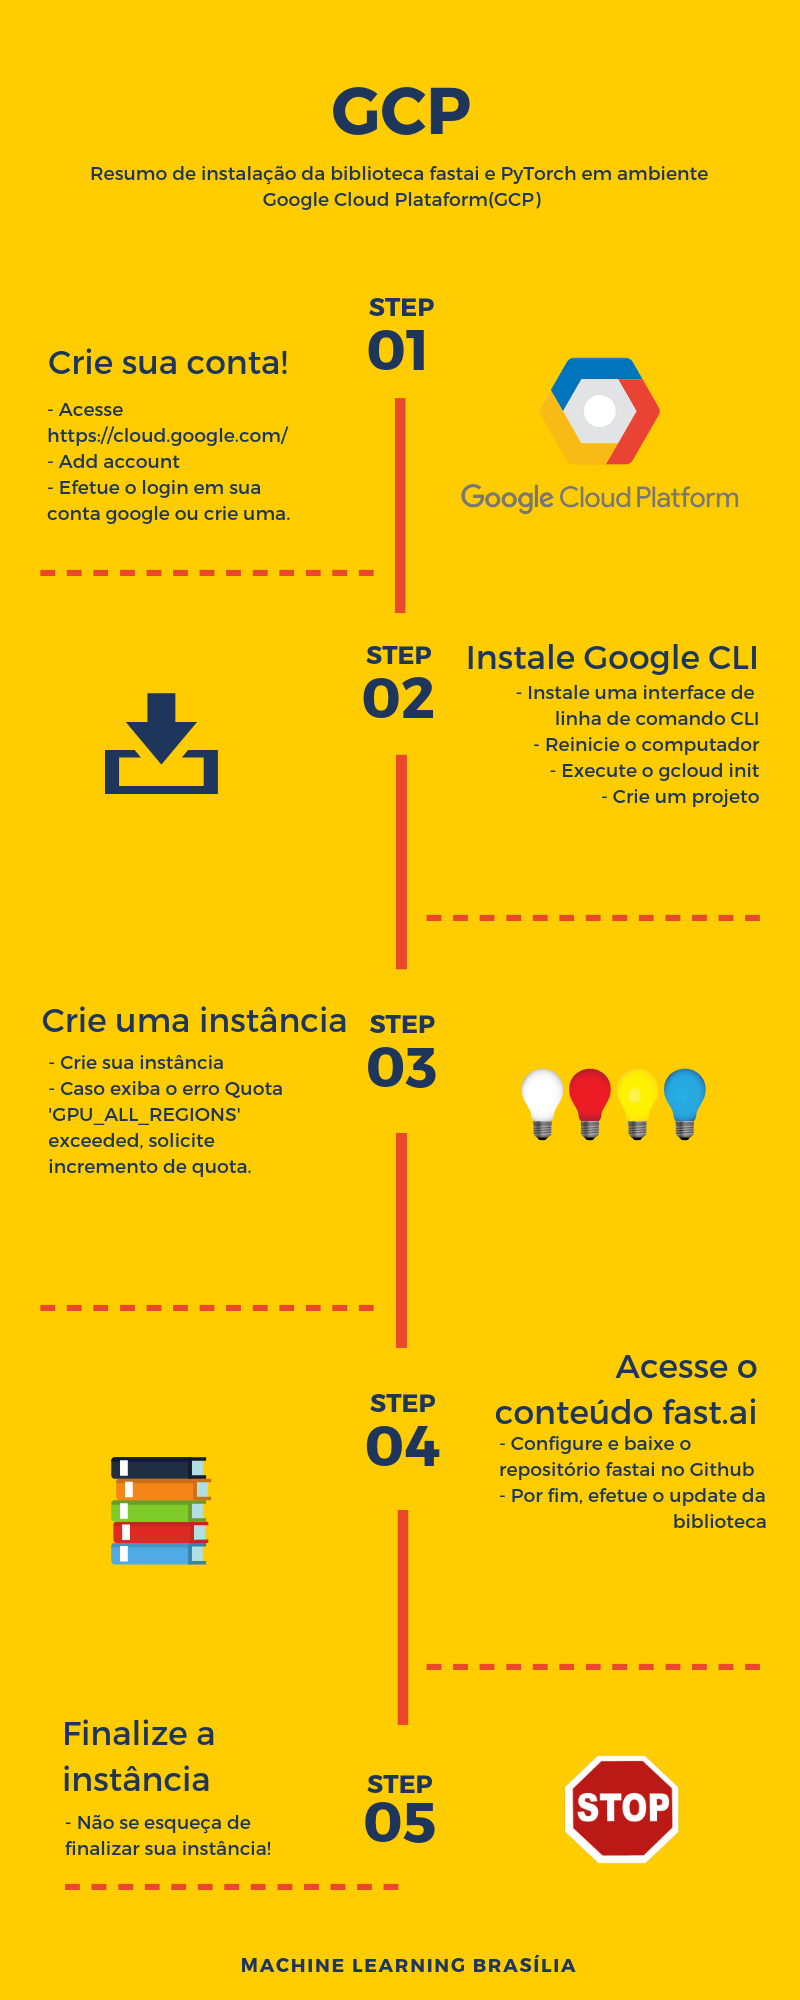 GCP
Resumo de instalação da biblioteca fastai e PyTorch em ambiente
Google Cloud Plataform(GCP)
STEP
01
Crie sua conta!
- Acesse
https://cloud.google.com/
- Add account
- Efetue o login em sua
conta google ou crie uma.
Google Cloud Platform
STEP
02
Instale Google CLI
- Instale uma interface de
linha de comando CLI
- Reinicie o computador
- Execute o gcloud init
- Crie um projeto
Crie uma instância
STEP
03
- Crie sua instância
- Caso exiba o erro Quota
'GPU_ALL_REGIONS'
exceeded, solicite
incremento de quota.
STEP
04
Acesse o
conteúdo fast.ai
- Configure e baixe o
repositório fastai no Github
- Por fim, efetue o update da
biblioteca
Finalize a
instância
- Não se esqueça de
finalizar sua instância!
STEP
05
STOP
MACHINE LEARNING BRASÍLIA